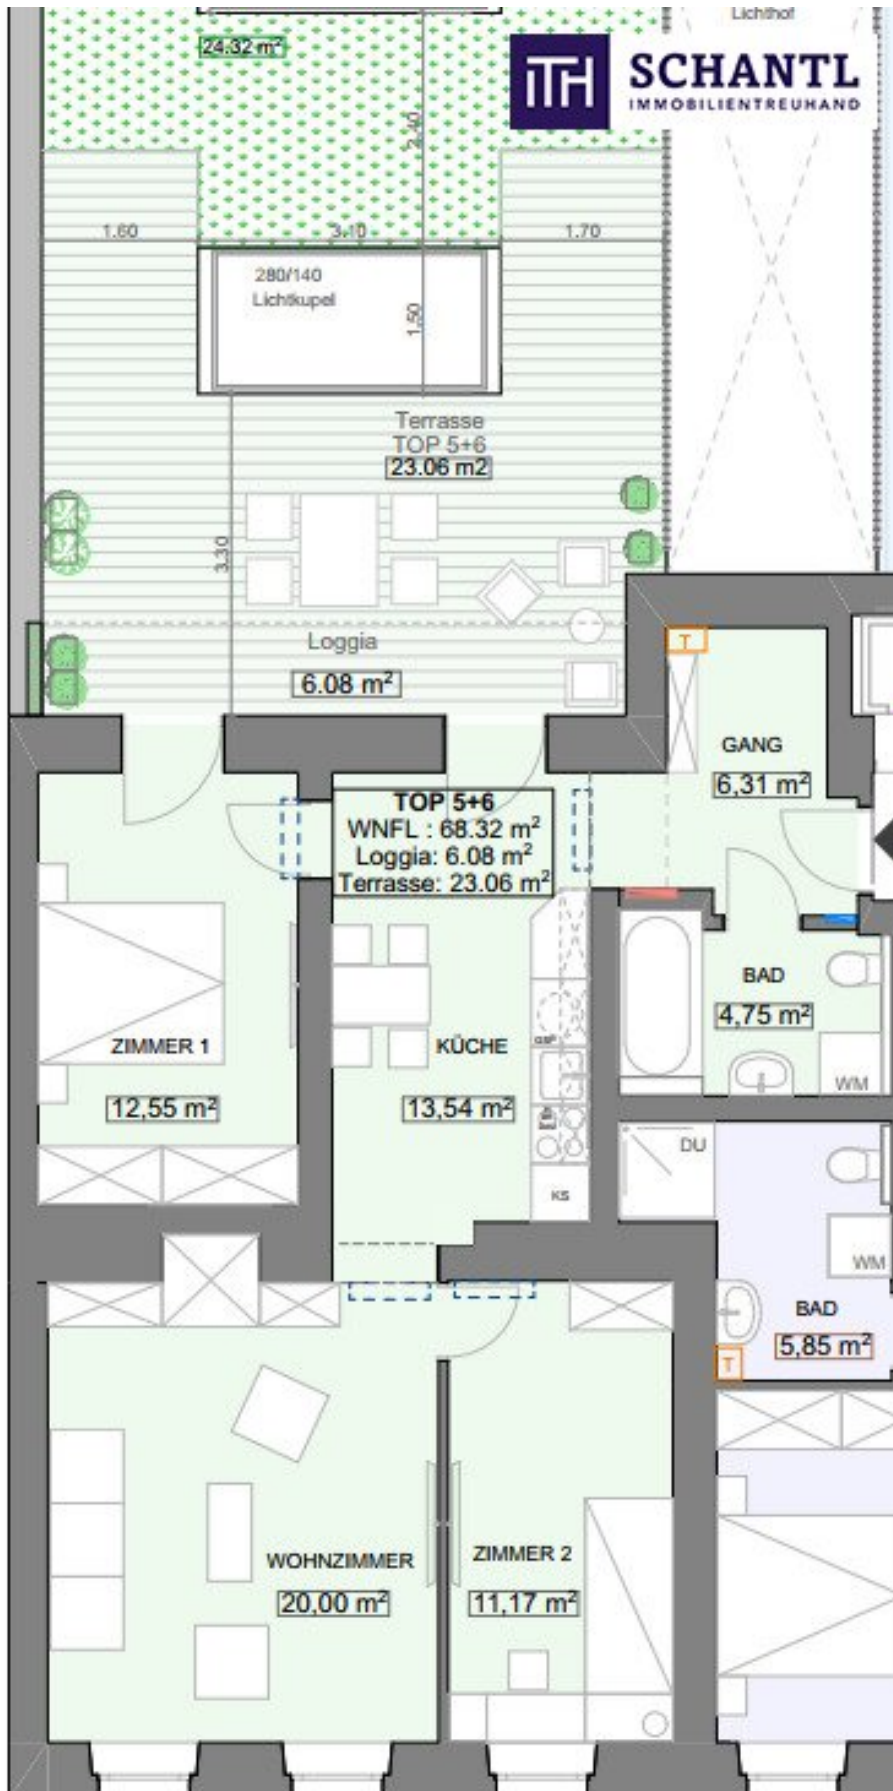 Lichthof
24.32 m²
ITH SCHANTL
IMMOBILIENTREUHAND
2.40
1.60
3.10
1.70
280/140
Lichtkupel
1.50
Terrasse
TOP 5+6
23.06 m2
3.30
Loggia
6.08 m²
T
GANG
6,31 m²
TOP 5+6
WNFL : 68.32 m²
Loggia: 6.08 m²
Terrasse: 23.06 m²
BAD
4,75 m²
ZIMMER 1
12,55 m²
KÜCHE
13,54 m²
GSP
WM
DU
KS
WM
BAD
5,85 m²
T
WOHNZIMMER
20,00 m²
ZIMMER 2
11,17 m²